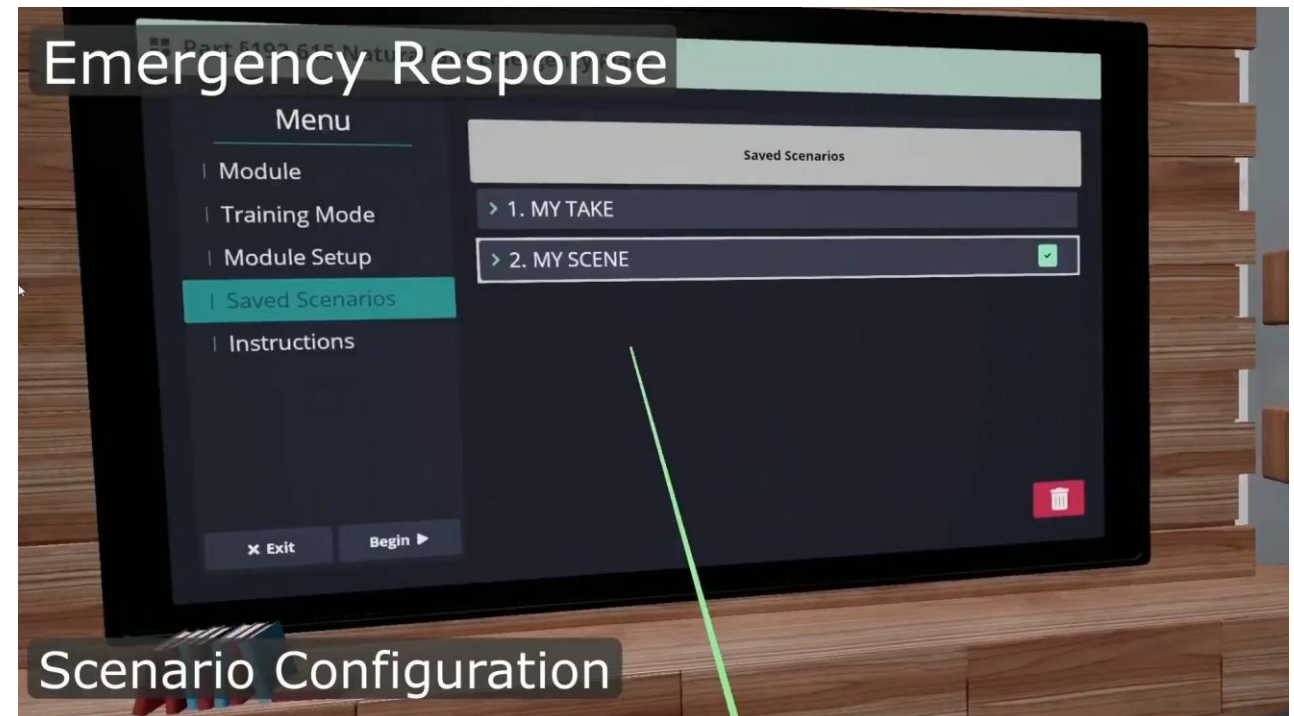 Emergency Response
Menu
Module
Training Mode
Module Setup
Saved Scenarios
Instructions
× Exit
Begin ▶
Saved Scenarios
> 1. MY TAKE
> 2. MY SCENE
Scenario Configuration